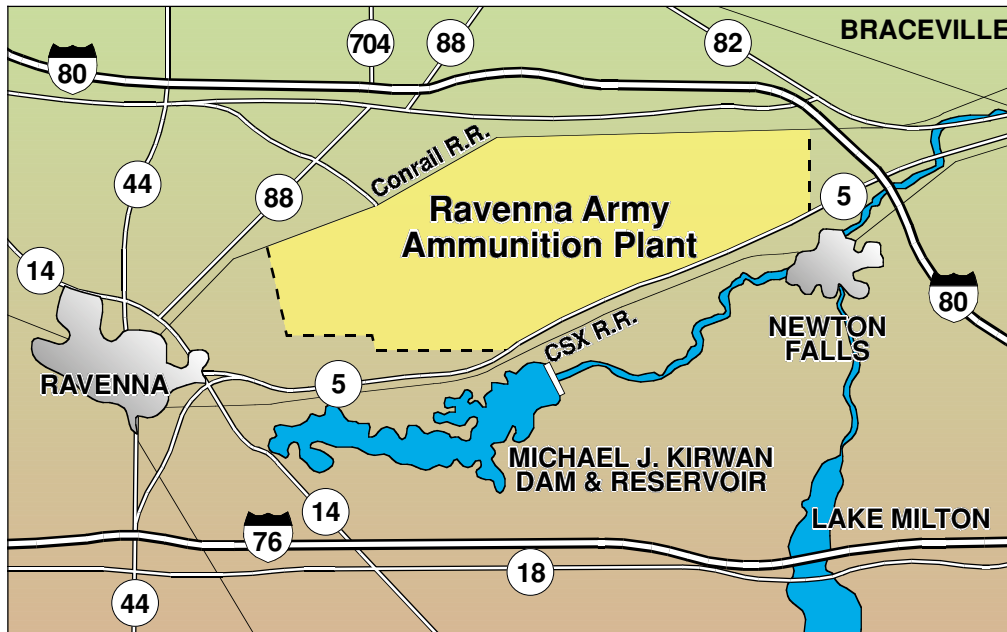 BRACEVILLE
704
88
82
80
Conrail R.R.
44
88
5
Ravenna Army
Ammunition Plant
14
80
CSX R.R.
NEWTON
FALLS
RAVENNA
5
MICHAEL J. KIRWAN
DAM & RESERVOIR
14
LAKE MILTON
76
18
44